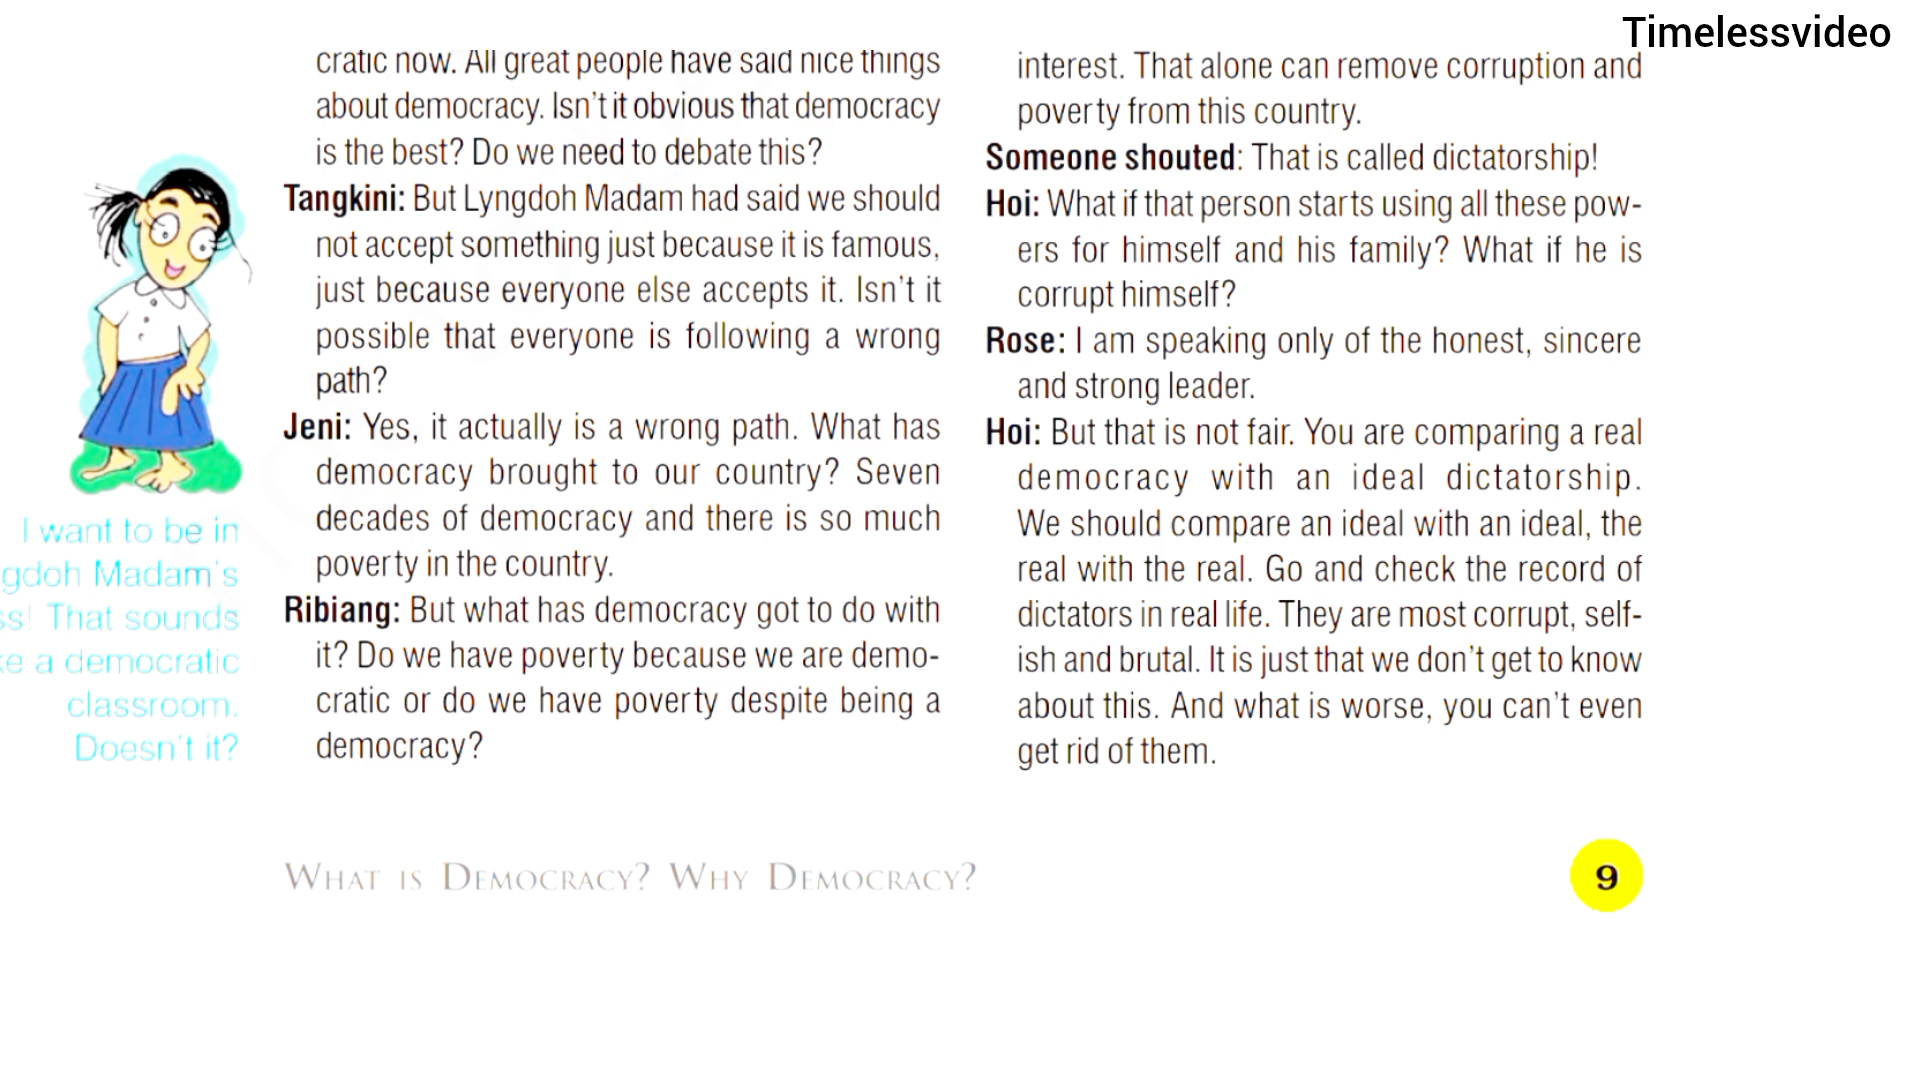 Timelessvideo
cratic now. All great people have said nice things
about democracy. Isn't it obvious that democracy
is the best? Do we need to debate this?
Tangkini: But Lyngdoh Madam had said we should
not accept something just because it is famous,
just because everyone else accepts it. Isn't it
possible that everyone is following a wrong
path?
Jeni: Yes, it actually is a wrong path. What has
democracy brought to our country? Seven
decades of democracy and there is so much
poverty in the country.
Ribiang: But what has democracy got to do with
it? Do we have poverty because we are demo-
cratic or do we have poverty despite being a
democracy?
interest. That alone can remove corruption and
poverty from this country.
Someone shouted: That is called dictatorship!
Hoi: What if that person starts using all these pow-
ers for himself and his family? What if he is
corrupt himself?
Rose: I am speaking only of the honest, sincere
and strong leader.
Hoi: But that is not fair. You are comparing a real
democracy with an ideal dictatorship.
We should compare an ideal with an ideal, the
real with the real. Go and check the record of
dictators in real life. They are most corrupt, self-
ish and brutal. It is just that we don't get to know
about this. And what is worse, you can't even
get rid of them.
I want to be in
gdoh Madam's
ss! That sounds
ke a democratic
classroom.
Doesn't it?
What is Democracy? Why Democracy?
9